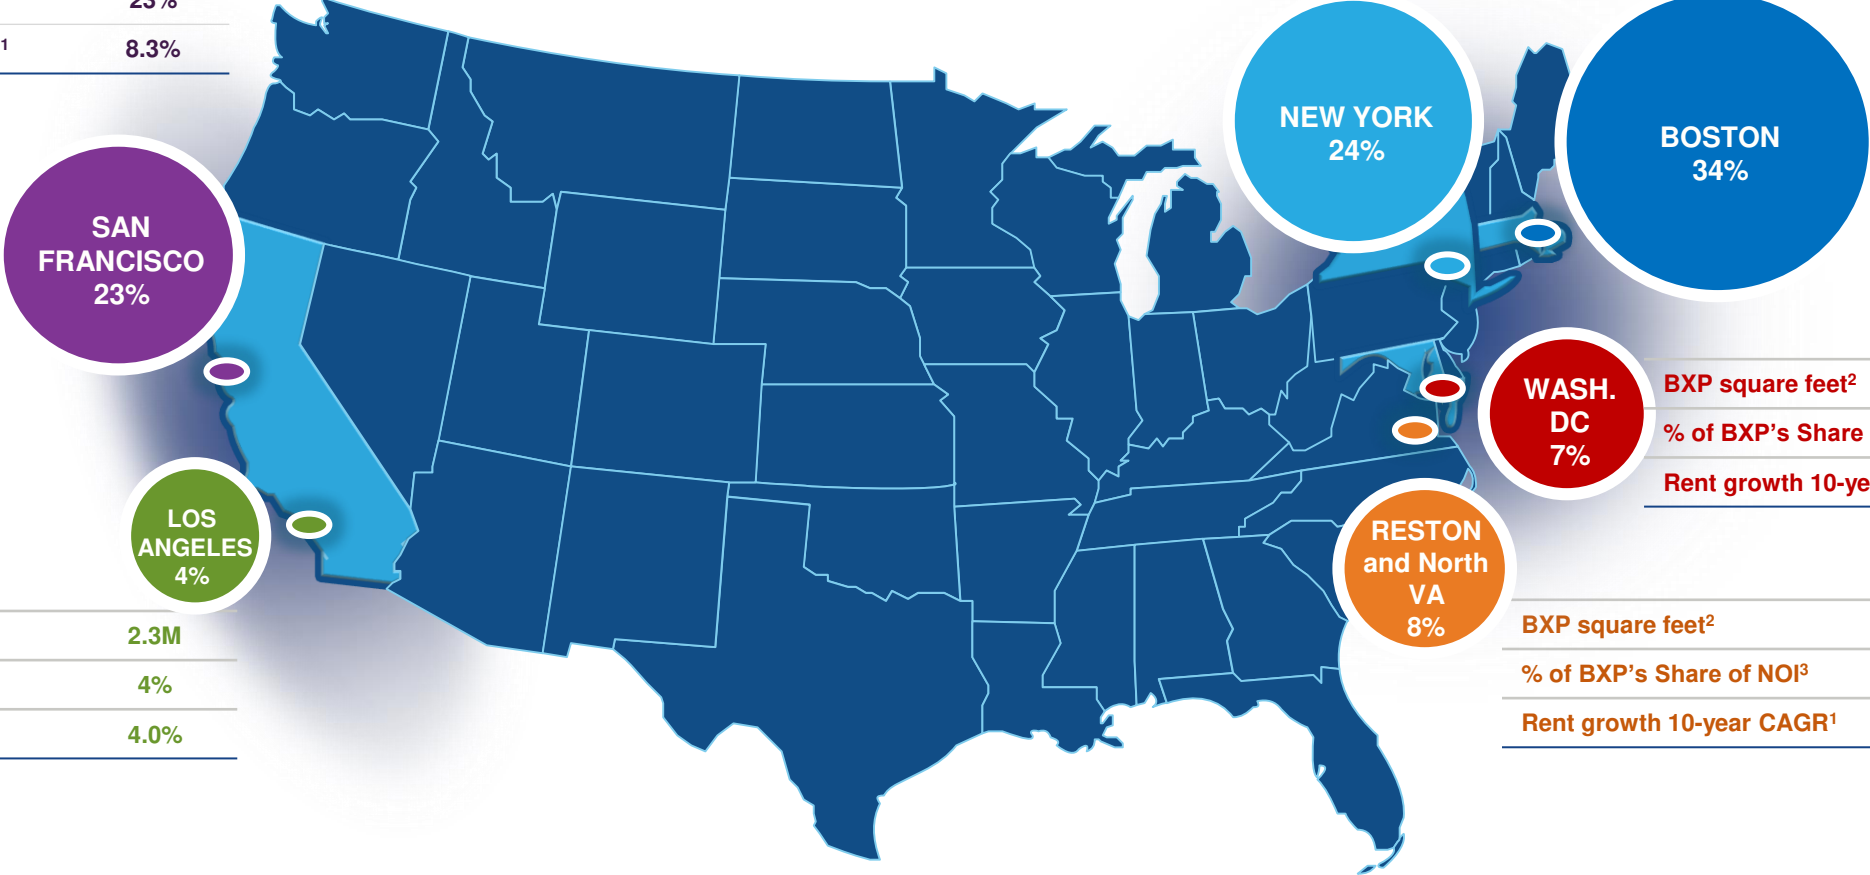 23%
1 8.3%
NEW YORK
24%
BOSTON
34%
SAN
FRANCISCO
23%
WASH.
DC
7%
BXP square feet²
% of BXP's Share
Rent growth 10-ye
LOS
ANGELES
4%
2.3M
4%
4.0%
RESTON
and North
VA
8%
BXP square feet²
% of BXP's Share of NOI³
Rent growth 10-year CAGR¹